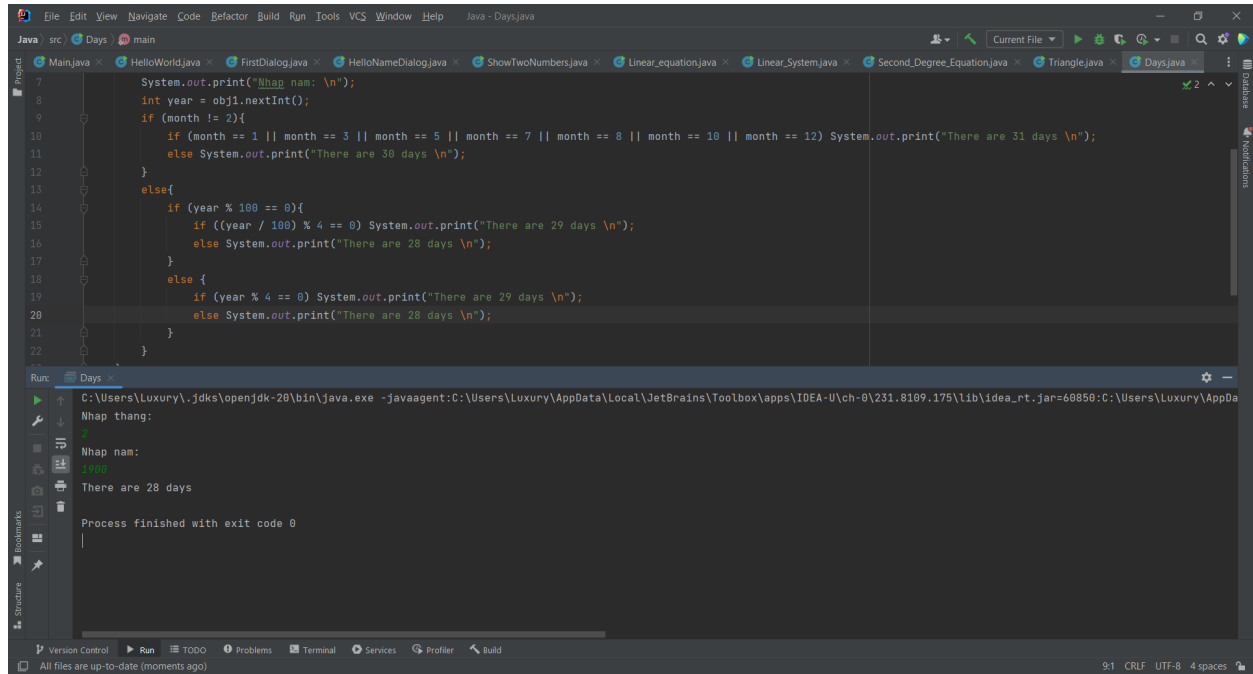 File Edit View Navigate Code Refactor Build Run Tools VCS Window Help Java - Days.java
Java src Days main Current File
Main.java HelloWorld.java FirstDialog.java HelloNameDialog.java ShowTwoNumbers.java Linear_equation.java Linear_System.java Second_Degree_Equation.java Triangle.java Days.java
Project
Database
Notifications
2
7 System.out.print("Nhap nam: \n");
8 int year = obj1.nextInt();
9 if (month != 2){
10 if (month == 1 || month == 3 || month == 5 || month == 7 || month == 8 || month == 10 || month == 12) System.out.print("There are 31 days \n");
11 else System.out.print("There are 30 days \n");
12 }
13 else{
14 if (year % 100 == 0){
15 if ((year / 100) % 4 == 0) System.out.print("There are 29 days \n");
16 else System.out.print("There are 28 days \n");
17 }
18 else {
19 if (year % 4 == 0) System.out.print("There are 29 days \n");
20 else System.out.print("There are 28 days \n");
21 }
22 }
Run: Days
C:\Users\Luxury\.jdks\openjdk-20\bin\java.exe -javaagent:C:\Users\Luxury\AppData\Local\JetBrains\Toolbox\apps\IDEA-U\ch-0\231.8109.175\lib\idea_rt.jar=60850:C:\Users\Luxury\AppDa
Nhap thang:
2
Nhap nam:
1900
There are 28 days
Process finished with exit code 0
Bookmarks
Structure
Version Control Run TODO Problems Terminal Services Profiler Build
All files are up-to-date (moments ago) 9:1 CRLF UTF-8 4 spaces